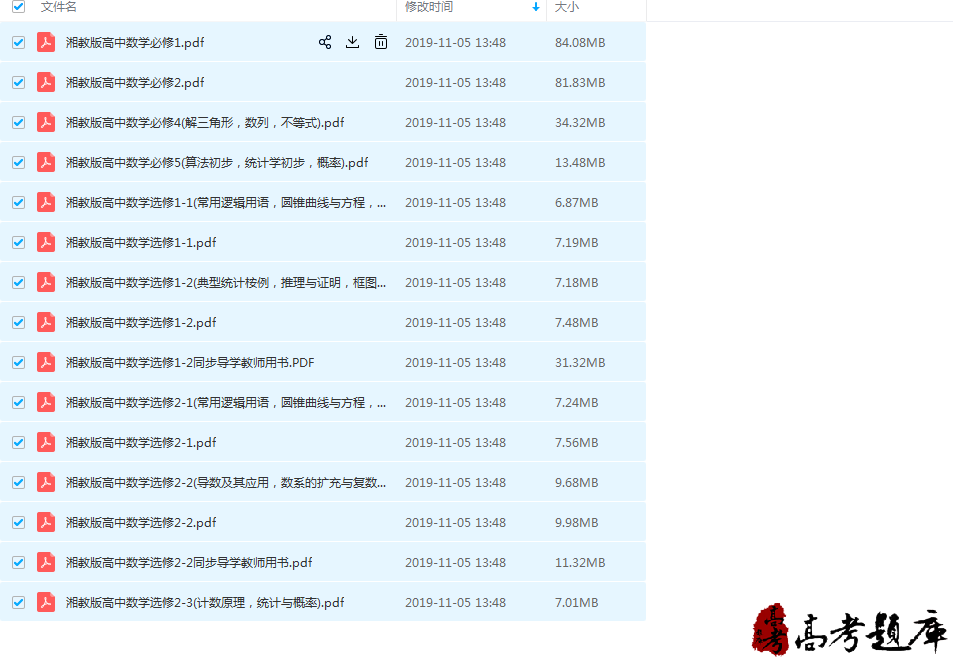 文件名 修改时间 大小
湘教版高中数学必修1.pdf 2019-11-05 13:48 84.08MB
湘教版高中数学必修2.pdf 2019-11-05 13:48 81.83MB
湘教版高中数学必修4(解三角形，数列，不等式).pdf 2019-11-05 13:48 34.32MB
湘教版高中数学必修5(算法初步，统计学初步，概率).pdf 2019-11-05 13:48 13.48MB
湘教版高中数学选修1-1(常用逻辑用语，圆锥曲线与方程，... 2019-11-05 13:48 6.87MB
湘教版高中数学选修1-1.pdf 2019-11-05 13:48 7.19MB
湘教版高中数学选修1-2(典型统计桉例，推理与证明，框图... 2019-11-05 13:48 7.18MB
湘教版高中数学选修1-2.pdf 2019-11-05 13:48 7.48MB
湘教版高中数学选修1-2同步导学教师用书.PDF 2019-11-05 13:48 31.32MB
湘教版高中数学选修2-1(常用逻辑用语，圆锥曲线与方程，... 2019-11-05 13:48 7.24MB
湘教版高中数学选修2-1.pdf 2019-11-05 13:48 7.56MB
湘教版高中数学选修2-2(导数及其应用，数系的扩充与复数... 2019-11-05 13:48 9.68MB
湘教版高中数学选修2-2.pdf 2019-11-05 13:48 9.98MB
湘教版高中数学选修2-2同步导学教师用书.pdf 2019-11-05 13:48 11.32MB
湘教版高中数学选修2-3(计数原理，统计与概率).pdf 2019-11-05 13:48 7.01MB
高考 高考题库